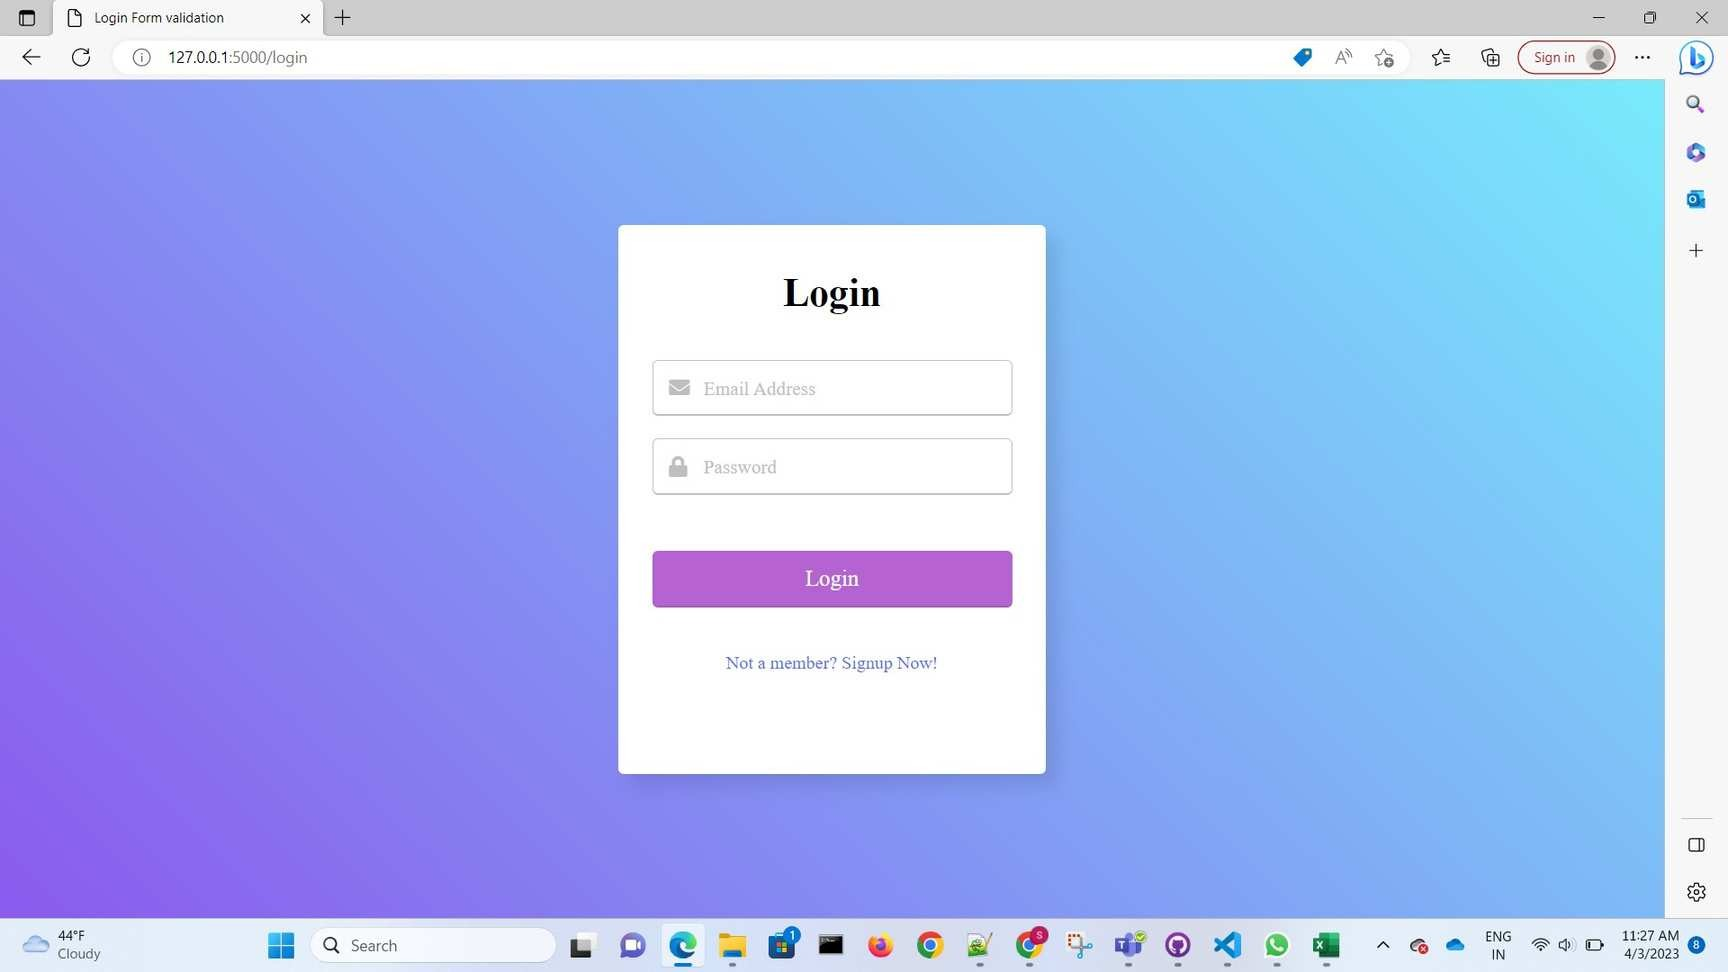 Login Form validation
127.0.0.1:5000/login
Sign in
Login
Email Address
Password
Login
Not a member? Signup Now!
44°F
Cloudy
Search
1
S
ENG
IN
11:27 AM
4/3/2023
8